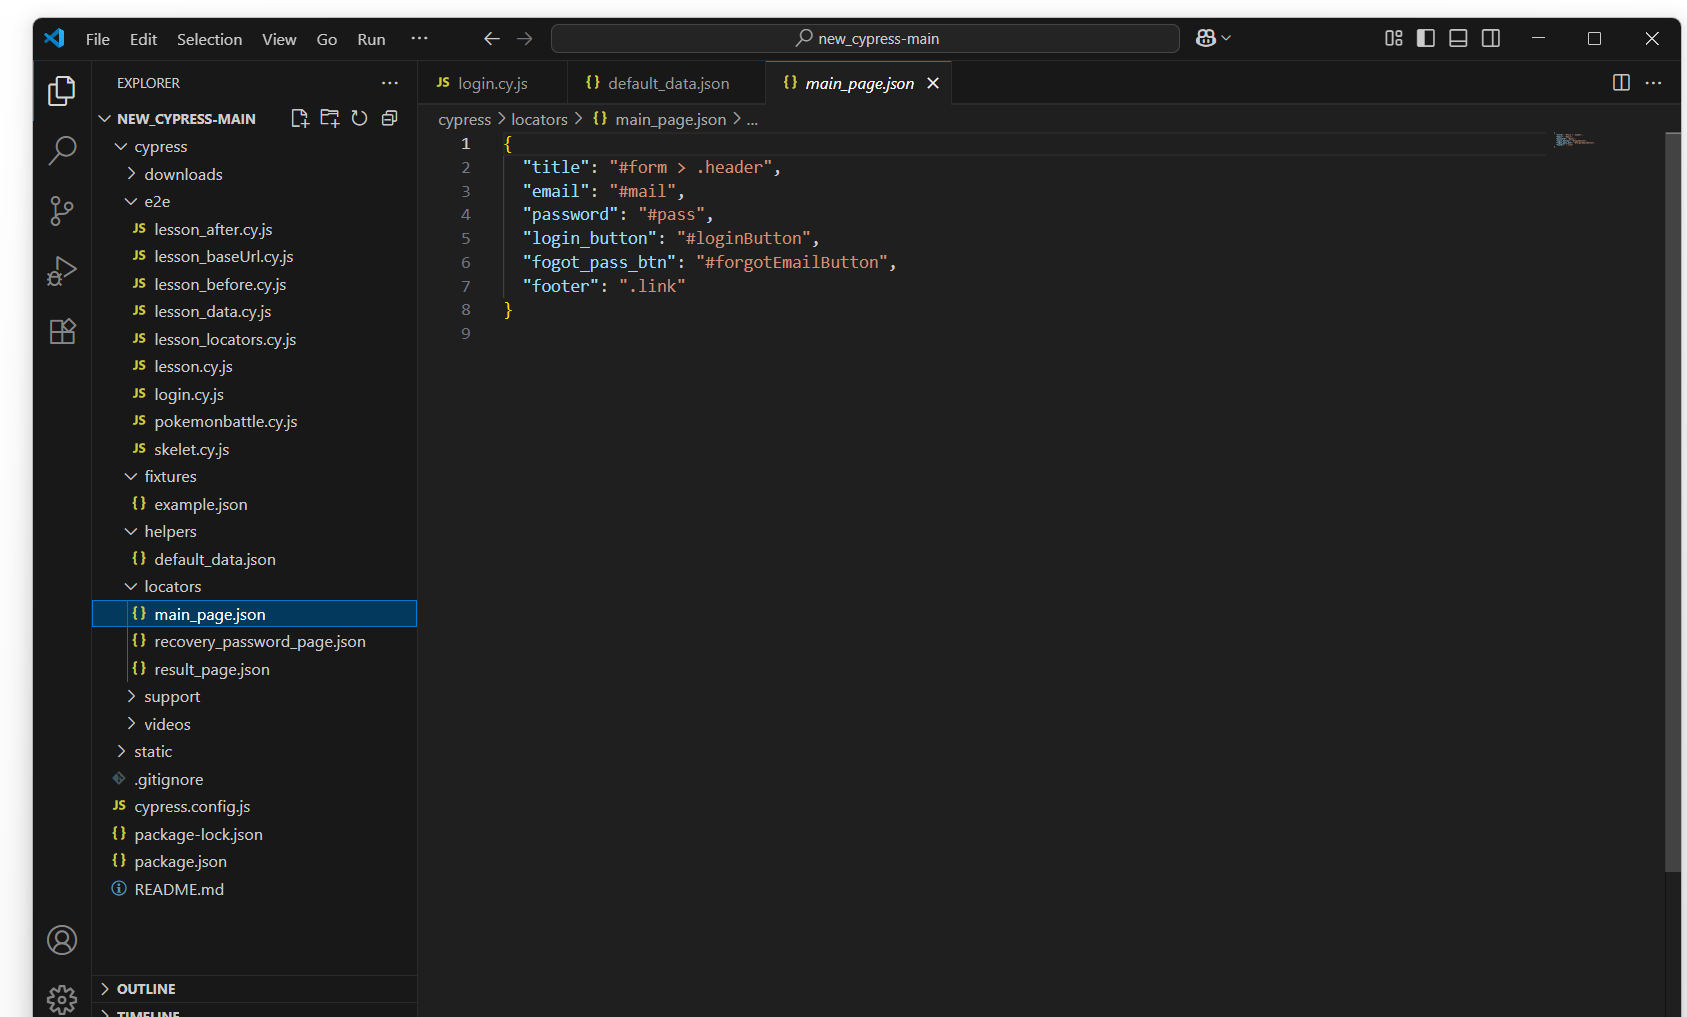 File Edit Selection View Go Run ··· new_cypress-main
EXPLORER ···
NEW_CYPRESS-MAIN
cypress
downloads
e2e
JS lesson_after.cy.js
JS lesson_baseUrl.cy.js
JS lesson_before.cy.js
JS lesson_data.cy.js
JS lesson_locators.cy.js
JS lesson.cy.js
JS login.cy.js
JS pokemonbattle.cy.js
JS skelet.cy.js
fixtures
{} example.json
helpers
{} default_data.json
locators
{} main_page.json
{} recovery_password_page.json
{} result_page.json
support
videos
static
.gitignore
JS cypress.config.js
{} package-lock.json
{} package.json
README.md
OUTLINE
TIMELINE
JS login.cy.js {} default_data.json {} main_page.json
cypress > locators > {} main_page.json > ...
1 {
2 "title": "#form > .header",
3 "email": "#mail",
4 "password": "#pass",
5 "login_button": "#loginButton",
6 "fogot_pass_btn": "#forgotEmailButton",
7 "footer": ".link"
8 }
9